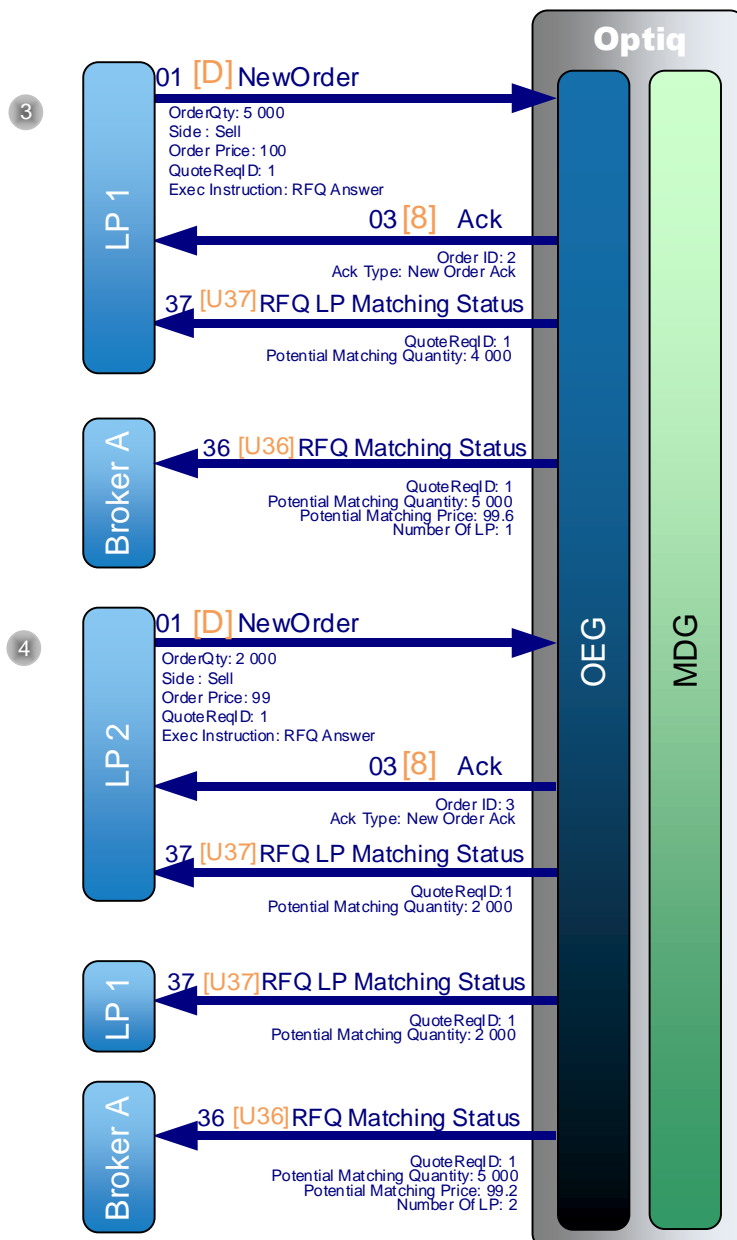 Optiq
3
LP 1
01 [D] NewOrder
OrderQty: 5 000
Side : Sell
Order Price: 100
QuoteReqID: 1
Exec Instruction: RFQ Answer
03 [8] Ack
Order ID: 2
Ack Type: New Order Ack
37 [U37] RFQ LP Matching Status
QuoteReqID: 1
Potential Matching Quantity: 4 000
Broker A
36 [U36] RFQ Matching Status
QuoteReqID: 1
Potential Matching Quantity: 5 000
Potential Matching Price: 99.6
Number Of LP: 1
OEG
MDG
4
LP 2
01 [D] NewOrder
OrderQty: 2 000
Side : Sell
Order Price: 99
QuoteReqID: 1
Exec Instruction: RFQ Answer
03 [8] Ack
Order ID: 3
Ack Type: New Order Ack
37 [U37] RFQ LP Matching Status
QuoteReqID:1
Potential Matching Quantity: 2 000
LP 1
37 [U37] RFQ LP Matching Status
QuoteReqID: 1
Potential Matching Quantity: 2 000
Broker A
36 [U36] RFQ Matching Status
QuoteReqID: 1
Potential Matching Quantity: 5 000
Potential Matching Price: 99.2
Number Of LP: 2